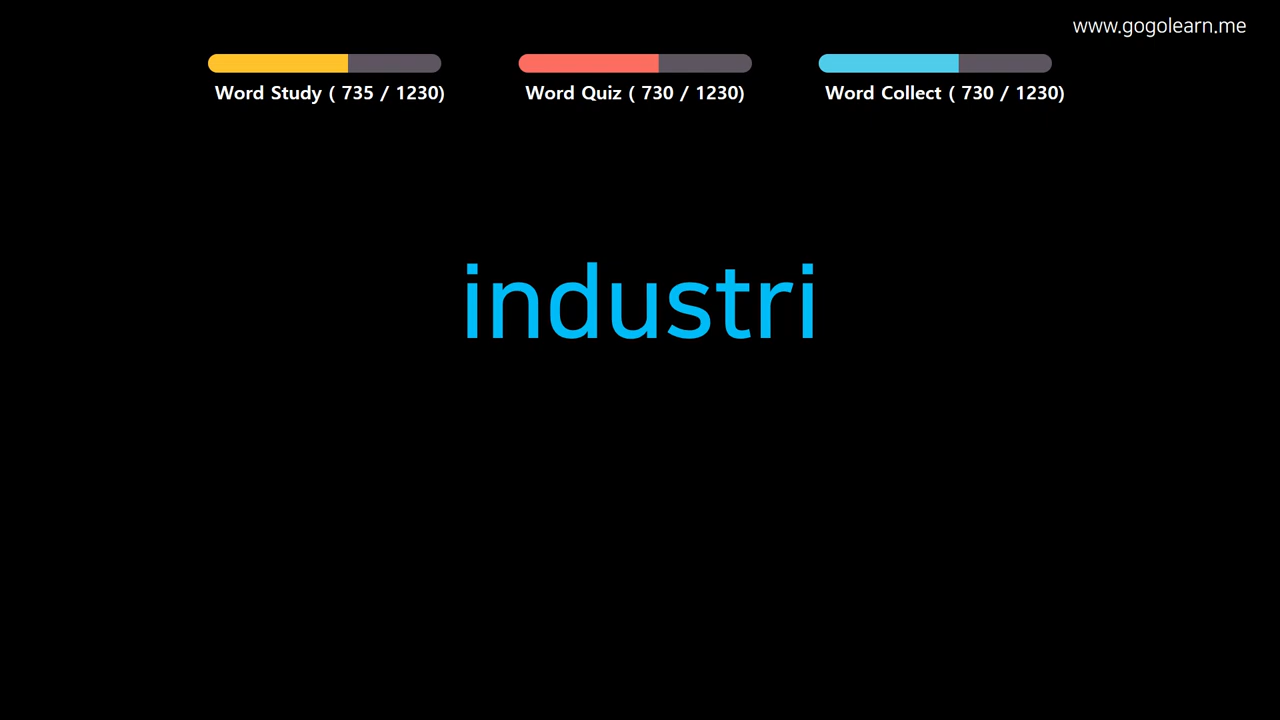 www.gogolearn.me
Word Study ( 735 / 1230)
Word Quiz ( 730 / 1230)
Word Collect ( 730 / 1230)
industri